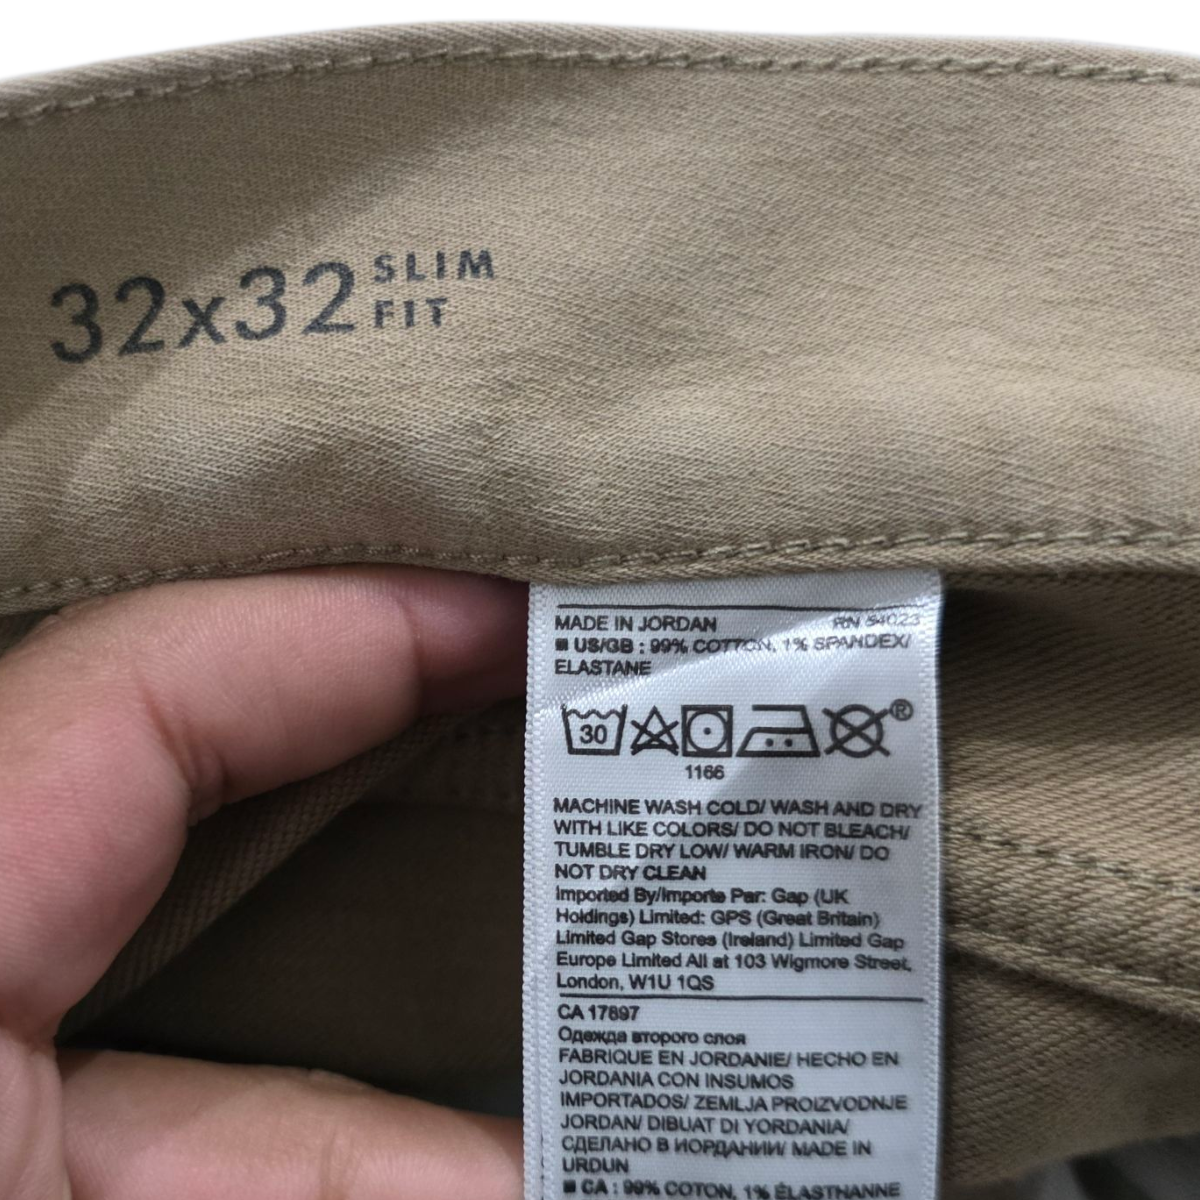 32x32 SLIM FIT
MADE IN JORDAN RN 54023
■ US/GB : 99% COTTON, 1% SPANDEX/
ELASTANE
30
®
1166
MACHINE WASH COLD/ WASH AND DRY
WITH LIKE COLORS/ DO NOT BLEACH/
TUMBLE DRY LOW/ WARM IRON/ DO
NOT DRY CLEAN
Imported By/Importe Par: Gap (UK
Holdings) Limited: GPS (Great Britain)
Limited Gap Stores (Ireland) Limited Gap
Europe Limited All at 103 Wigmore Street,
London, W1U 1QS
CA 17897
Одежда второго слоя
FABRIQUE EN JORDANIE/ HECHO EN
JORDANIA CON INSUMOS
IMPORTADOS/ ZEMLJA PROIZVODNJE
JORDAN/ DIBUAT DI YORDANIA/
СДЕЛАНО В ИОРДАНИИ/ MADE IN
URDUN
■ CA : 99% COTON, 1% ÉLASTHANNE